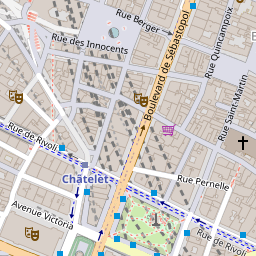 Rue Berger
Rue Quincampoix
Rue des Innocents
Boulevard de Sébastopol
Rue Saint-Martin
Rue de Rivoli
Châtelet
Rue Pernelle
Avenue Victoria
Rue de Rivoli